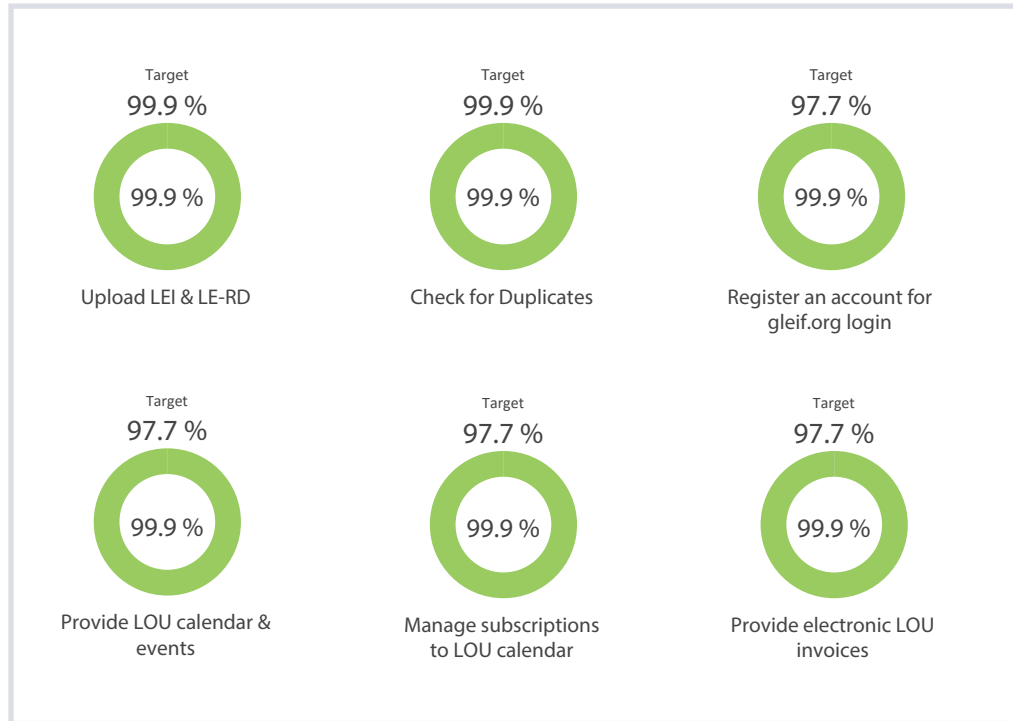 Target
99.9 %
99.9 %
Upload LEI & LE-RD
Target
99.9 %
99.9 %
Check for Duplicates
Target
97.7 %
99.9 %
Register an account for
gleif.org login
Target
97.7 %
99.9 %
Provide LOU calendar &
events
Target
97.7 %
99.9 %
Manage subscriptions
to LOU calendar
Target
97.7 %
99.9 %
Provide electronic LOU
invoices